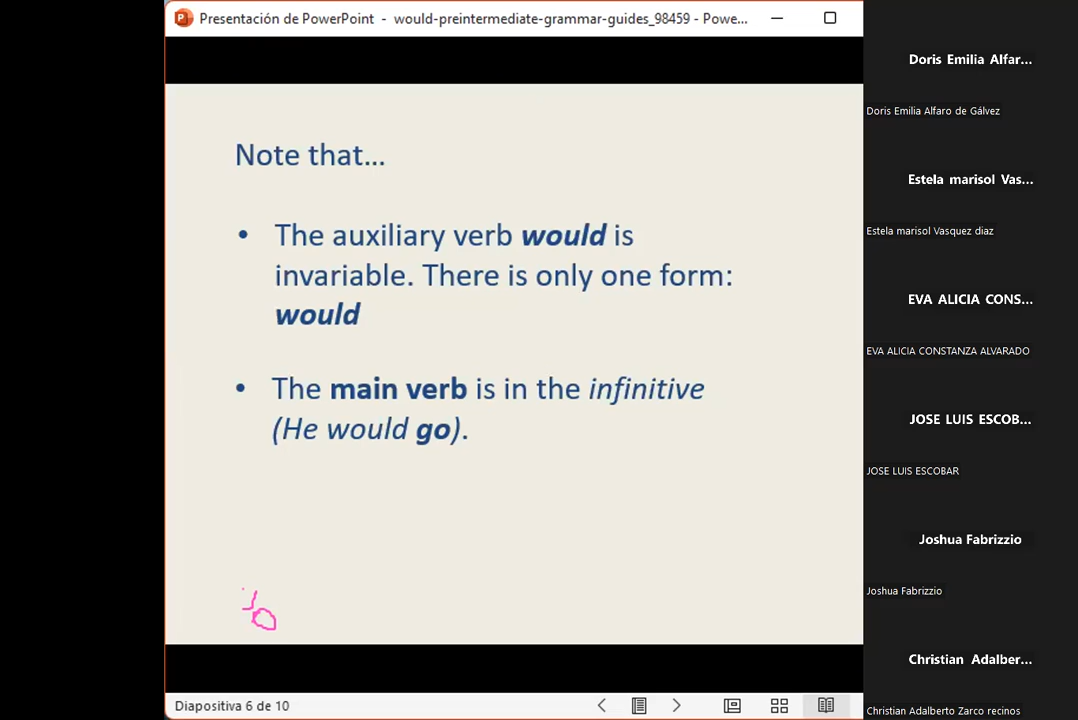 Presentación de PowerPoint - would-preintermediate-grammar-guides_98459 - Powe...
Note that...
• The auxiliary verb would is
invariable. There is only one form:
would
• The main verb is in the infinitive
(He would go).
Diapositiva 6 de 10
Doris Emilia Alfar...
Doris Emilia Alfaro de Gálvez
Estela marisol Vas...
Estela marisol Vasquez diaz
EVA ALICIA CONS...
EVA ALICIA CONSTANZA ALVARADO
JOSE LUIS ESCOB...
JOSE LUIS ESCOBAR
Joshua Fabrizzio
Joshua Fabrizzio
Christian Adalber...
Christian Adalberto Zarco recinos